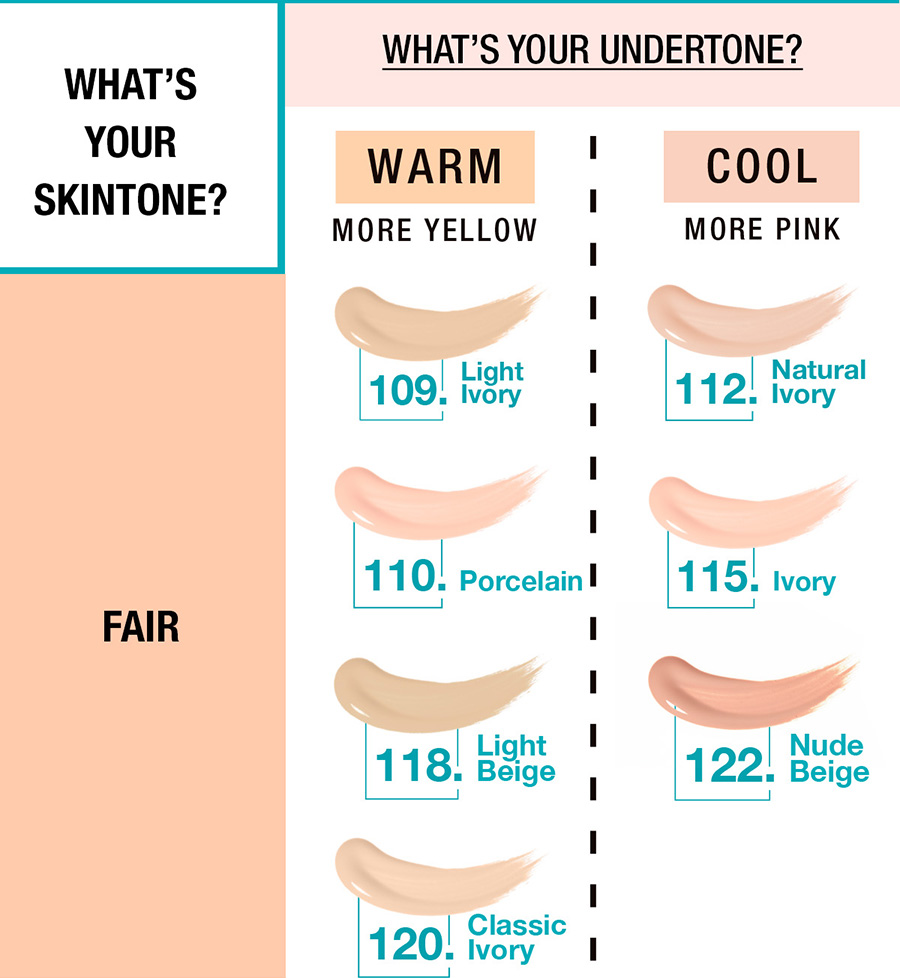 WHAT'S
YOUR
SKINTONE?
WHAT'S YOUR UNDERTONE?
WARM
MORE YELLOW
COOL
MORE PINK
FAIR
109. Light
Ivory
112. Natural
Ivory
110. Porcelain
115. Ivory
118. Light
Beige
122. Nude
Beige
120. Classic
Ivory